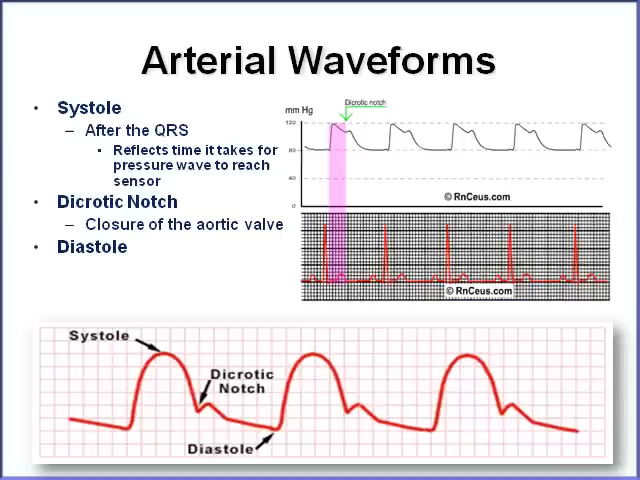 Arterial Waveforms
• Systole
– After the QRS
• Reflects time it takes for
pressure wave to reach
sensor
• Dicrotic Notch
– Closure of the aortic valve
• Diastole
Dicrotic notch
mm Hg
120
80
40
0
© RnCeus.com
© RnCeus.com
Systole
Dicrotic
Notch
Diastole